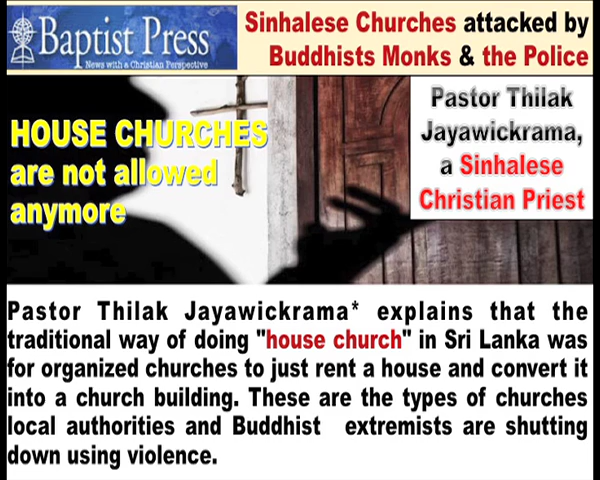 Baptist Press
News with a Christian Perspective
Sinhalese Churches attacked by
Buddhists Monks & the Police
Pastor Thilak
Jayawickrama,
a Sinhalese
Christian Priest
HOUSE CHURCHES
are not allowed
anymore
Pastor Thilak Jayawickrama* explains that the
traditional way of doing "house church" in Sri Lanka was
for organized churches to just rent a house and convert it
into a church building. These are the types of churches
local authorities and Buddhist extremists are shutting
down using violence.